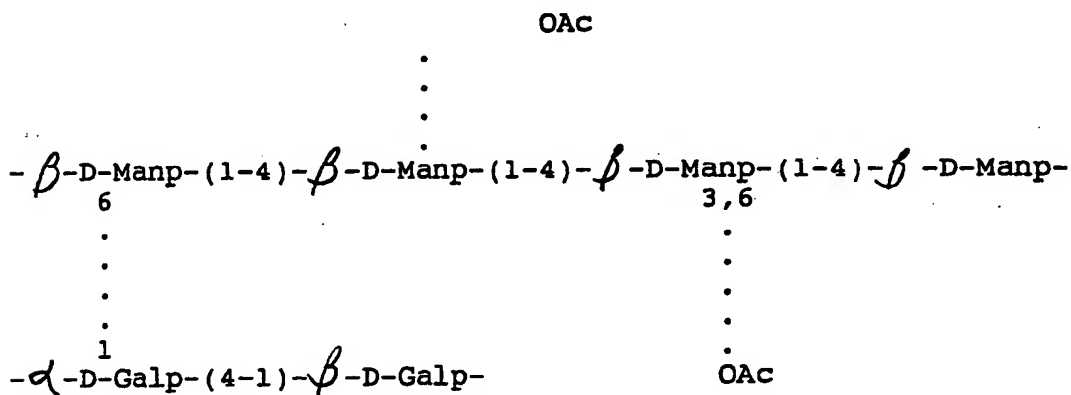 OAc
-β-D-Manp-(1-4)-β-D-Manp-(1-4)-β-D-Manp-(1-4)-β-D-Manp-
6 3,6
1
-α-D-Galp-(4-1)-β-D-Galp- OAc